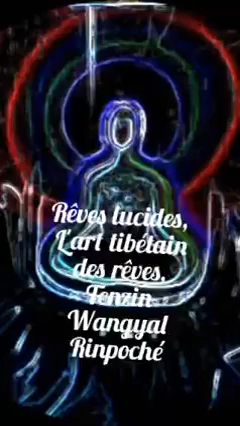 Rêves lucides,
L'art tibétain
des rêves.
Tenzin
Wangyal
Rinpoché